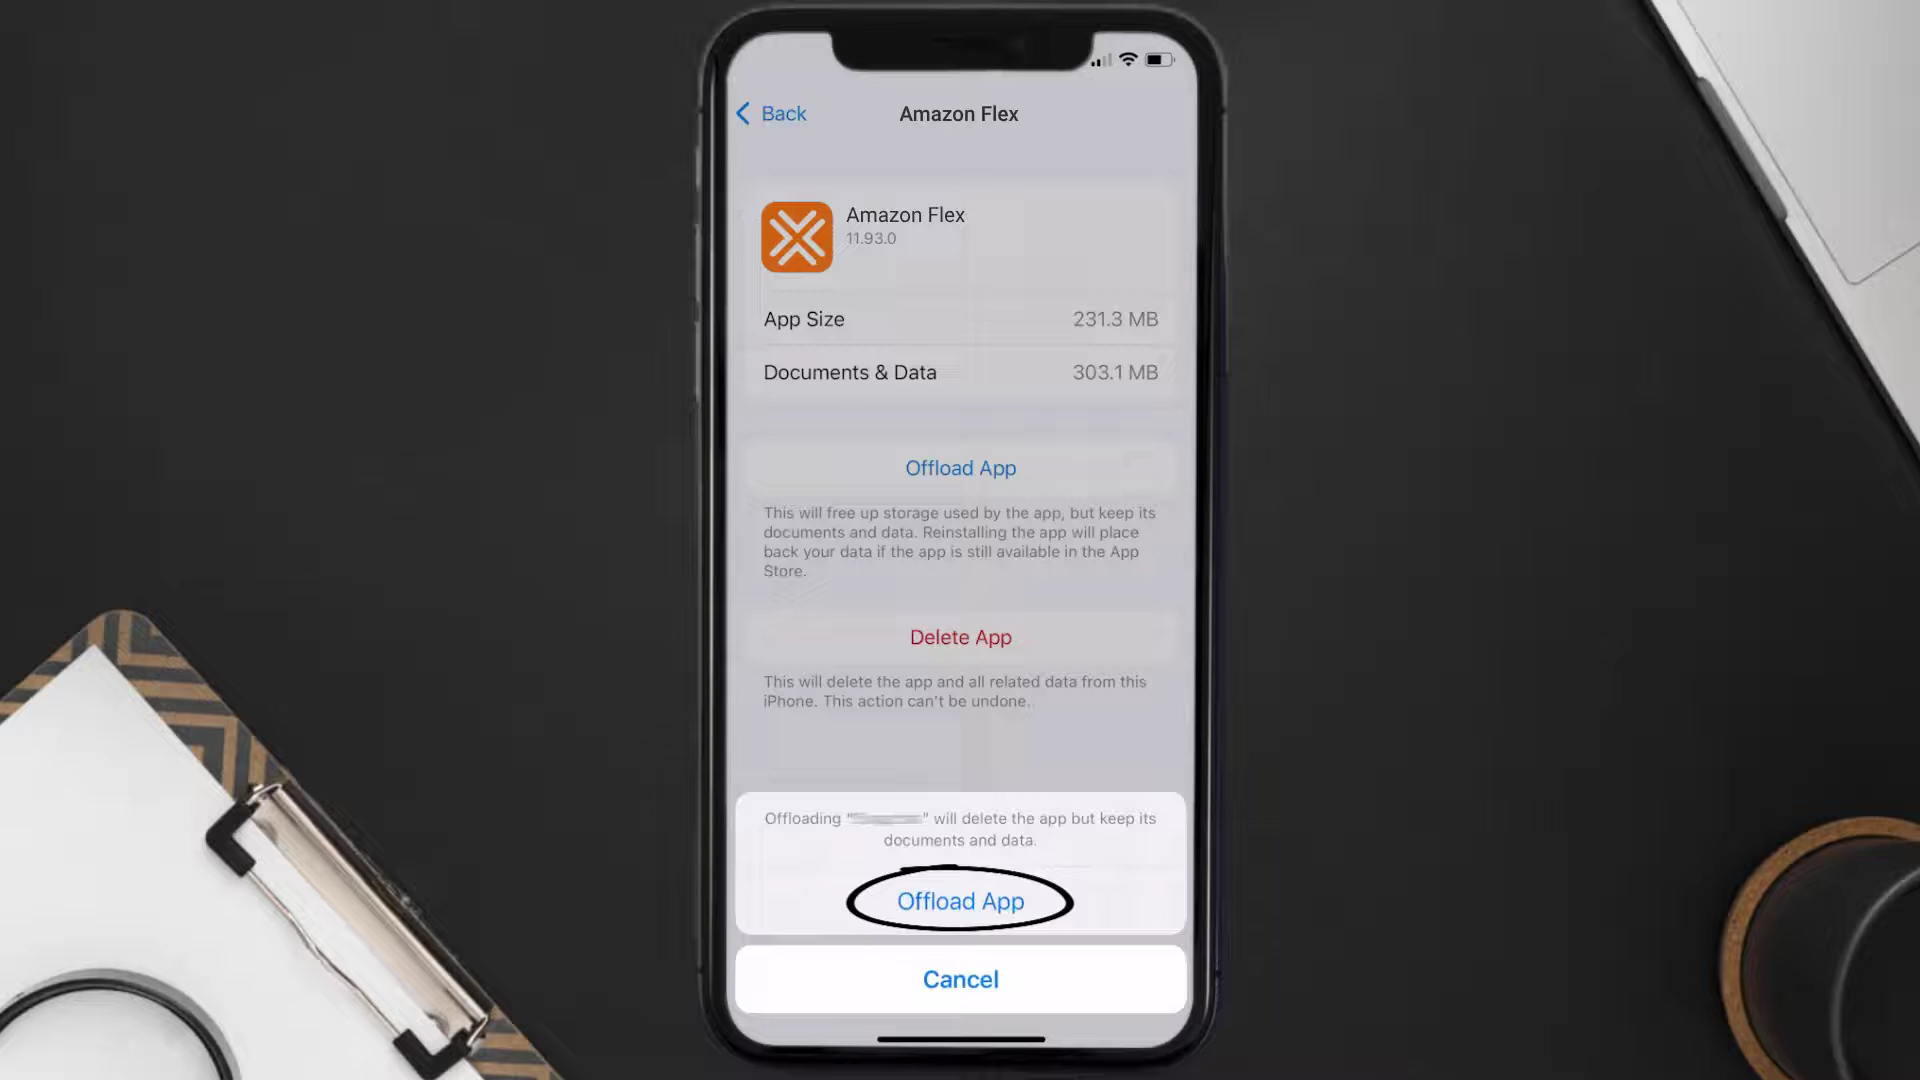 Back
Amazon Flex
Amazon Flex
11.93.0
App Size 231.3 MB
Documents & Data 303.1 MB
Offload App
This will free up storage used by the app, but keep its
documents and data. Reinstalling the app will place
back your data if the app is still available in the App
Store.
Delete App
This will delete the app and all related data from this
iPhone. This action can't be undone.
Offloading " " will delete the app but keep its
documents and data.
Offload App
Cancel